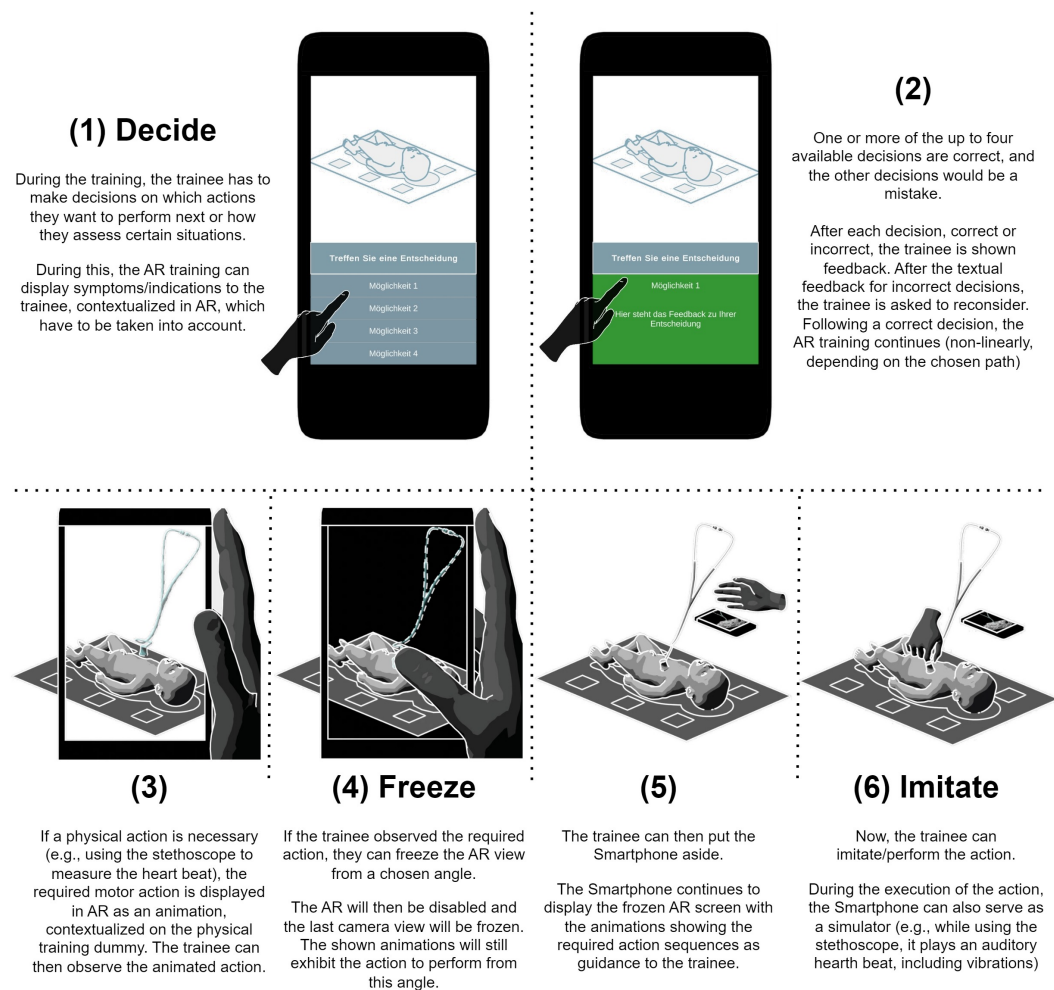 (1) Decide
During the training, the trainee has to
make decisions on which actions
they want to perform next or how
they assess certain situations.
During this, the AR training can
display symptoms/indications to the
trainee, contextualized in AR, which
have to be taken into account.
Treffen Sie eine Entscheidung
Möglichkeit 1
Möglichkeit 2
Möglichkeit 3
Möglichkeit 4
Treffen Sie eine Entscheidung
Möglichkeit 1
Hier steht das Feedback zu Ihrer
Entscheidung
(2)
One or more of the up to four
available decisions are correct, and
the other decisions would be a
mistake.
After each decision, correct or
incorrect, the trainee is shown
feedback. After the textual
feedback for incorrect decisions,
the trainee is asked to reconsider.
Following a correct decision, the
AR training continues (non-linearly,
depending on the chosen path)
(3)
If a physical action is necessary
(e.g., using the stethoscope to
measure the heart beat), the
required motor action is displayed
in AR as an animation,
contextualized on the physical
training dummy. The trainee can
then observe the animated action.
(4) Freeze
If the trainee observed the required
action, they can freeze the AR view
from a chosen angle.
The AR will then be disabled and
the last camera view will be frozen.
The shown animations will still
exhibit the action to perform from
this angle.
(5)
The trainee can then put the
Smartphone aside.
The Smartphone continues to
display the frozen AR screen with
the animations showing the
required action sequences as
guidance to the trainee.
(6) Imitate
Now, the trainee can
imitate/perform the action.
During the execution of the action,
the Smartphone can also serve as
a simulator (e.g., while using the
stethoscope, it plays an auditory
hearth beat, including vibrations)